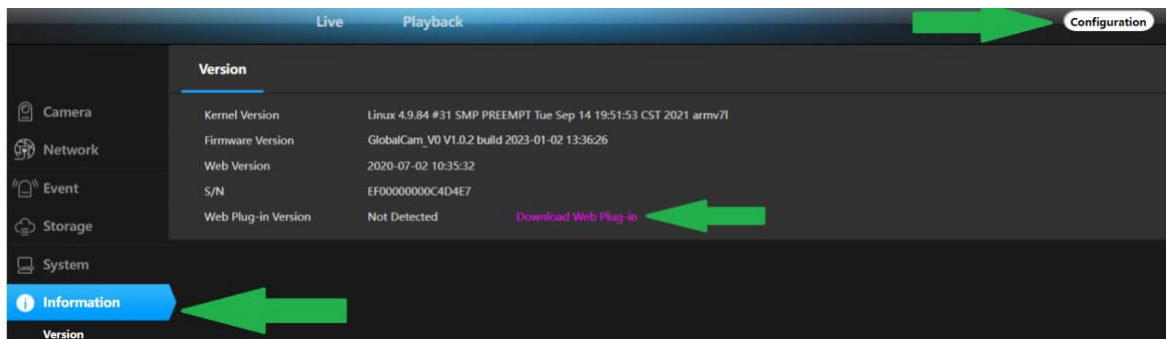 Live Playback Configuration
Version
Camera
Network
Event
Storage
System
Information
Version
Kernel Version Linux 4.9.84 #31 SMP PREEMPT Tue Sep 14 19:51:53 CST 2021 armv7l
Firmware Version GlobalCam_V0 V1.0.2 build 2023-01-02 13:36:26
Web Version 2020-07-02 10:35:32
S/N EF00000000C4D4E7
Web Plug-in Version Not Detected Download Web Plug-in